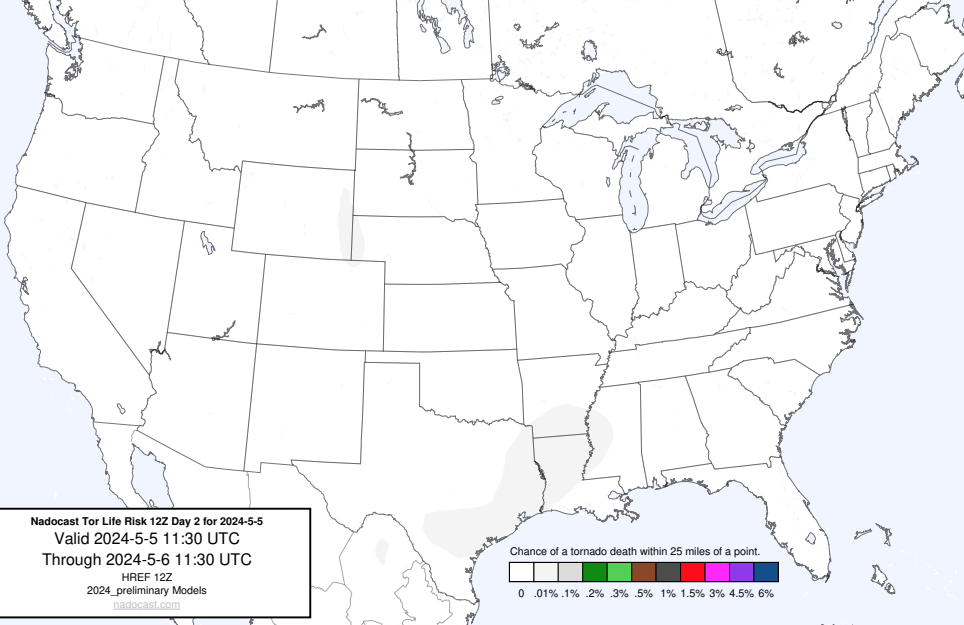 Nadocast Tor Life Risk 12Z Day 2 for 2024-5-5
Valid 2024-5-5 11:30 UTC
Through 2024-5-6 11:30 UTC
HREF 12Z
2024_preliminary Models
nadocast.com
Chance of a tornado death within 25 miles of a point.
0 .01% .1% .2% .3% .5% 1% 1.5% 3% 4.5% 6%